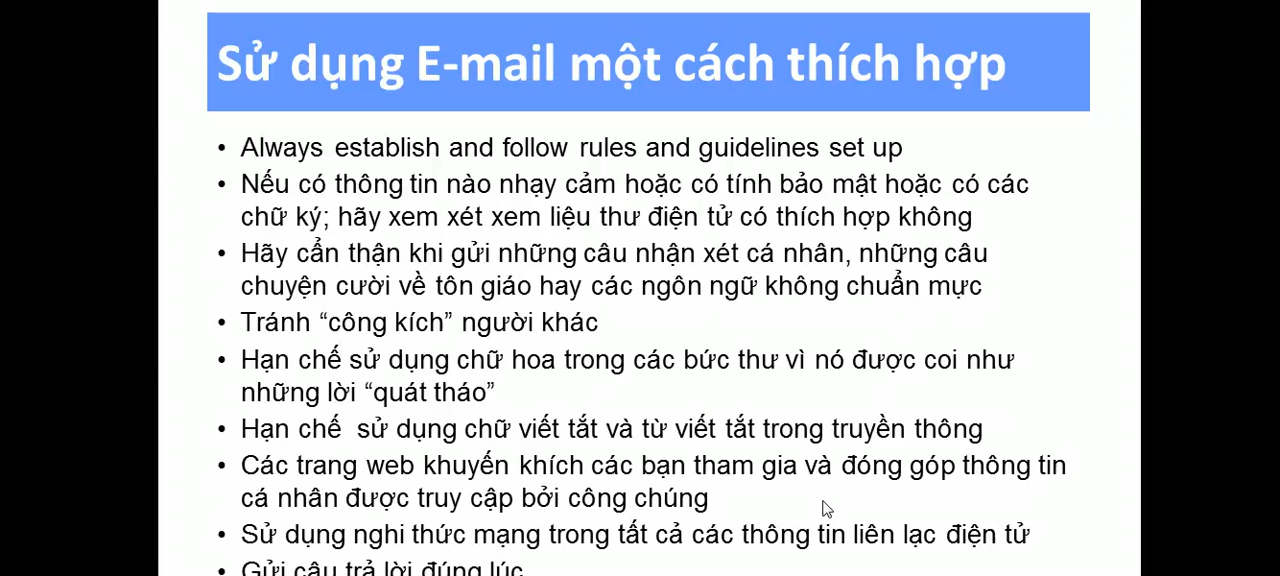 Sử dụng E-mail một cách thích hợp
• Always establish and follow rules and guidelines set up
• Nếu có thông tin nào nhạy cảm hoặc có tính bảo mật hoặc có các
chữ ký; hãy xem xét xem liệu thư điện tử có thích hợp không
• Hãy cẩn thận khi gửi những câu nhận xét cá nhân, những câu
chuyện cười về tôn giáo hay các ngôn ngữ không chuẩn mực
• Tránh “công kích” người khác
• Hạn chế sử dụng chữ hoa trong các bức thư vì nó được coi như
những lời “quát tháo”
• Hạn chế sử dụng chữ viết tắt và từ viết tắt trong truyền thông
• Các trang web khuyến khích các bạn tham gia và đóng góp thông tin
cá nhân được truy cập bởi công chúng
• Sử dụng nghi thức mạng trong tất cả các thông tin liên lạc điện tử
• Gửi câu trả lời đúng lúc